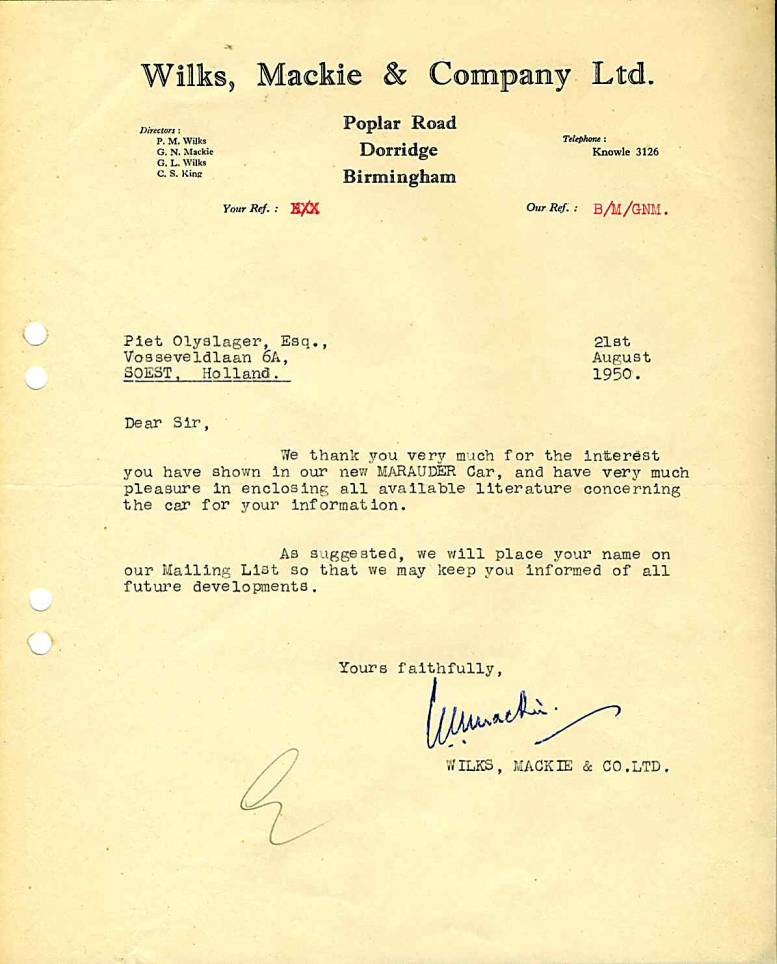 Wilks, Mackie & Company Ltd.
Directors :
P. M. Wilks
G. N. Mackie
G. L. Wilks
C. S. King
Poplar Road
Dorridge
Birmingham
Telephone :
Knowle 3126
Your Ref. :
Our Ref. : B/M/GNM.
Piet Olyslager, Esq.,
Vosseveldlaan 6A,
SOEST, Holland.
21st
August
1950.
Dear Sir,
We thank you very much for the interest
you have shown in our new MARAUDER Car, and have very much
pleasure in enclosing all available literature concerning
the car for your information.
As suggested, we will place your name on
our Mailing List so that we may keep you informed of all
future developments.
Yours faithfully,
WILKS, MACKIE & CO.LTD.